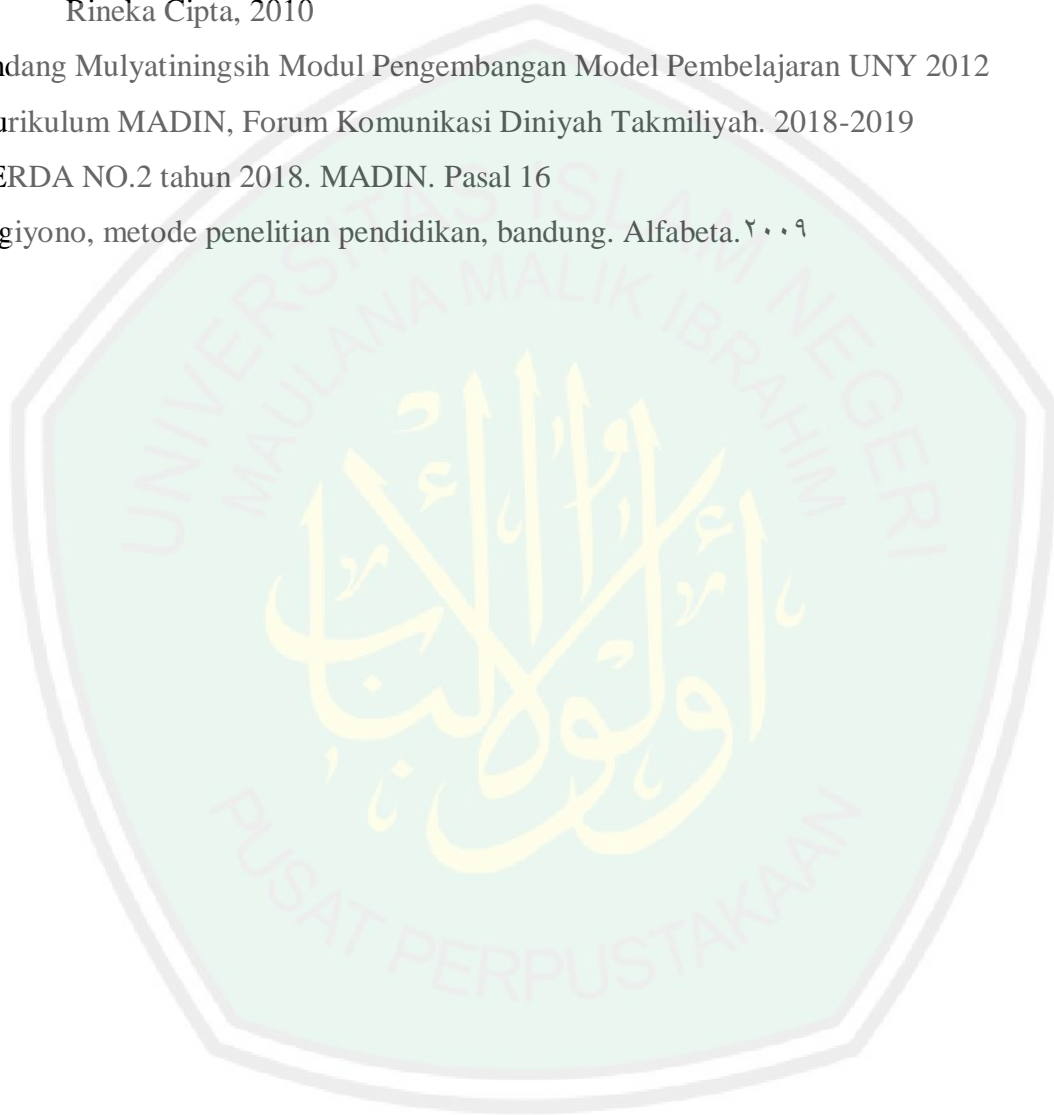 Rineka Cipta, 2010
ndang Mulyatiningsih Modul Pengembangan Model Pembelajaran UNY 2012
urikulum MADIN, Forum Komunikasi Diniyah Takmiliyah. 2018-2019
ERDA NO.2 tahun 2018. MADIN. Pasal 16
giyono, metode penelitian pendidikan, bandung. Alfabeta.٢٠٠٩
UNIVERSITAS ISLAM NEGERI
MAULANA MALIK IBRAHIM
أولوا الألباب
PUSAT PERPUSTAKAAN